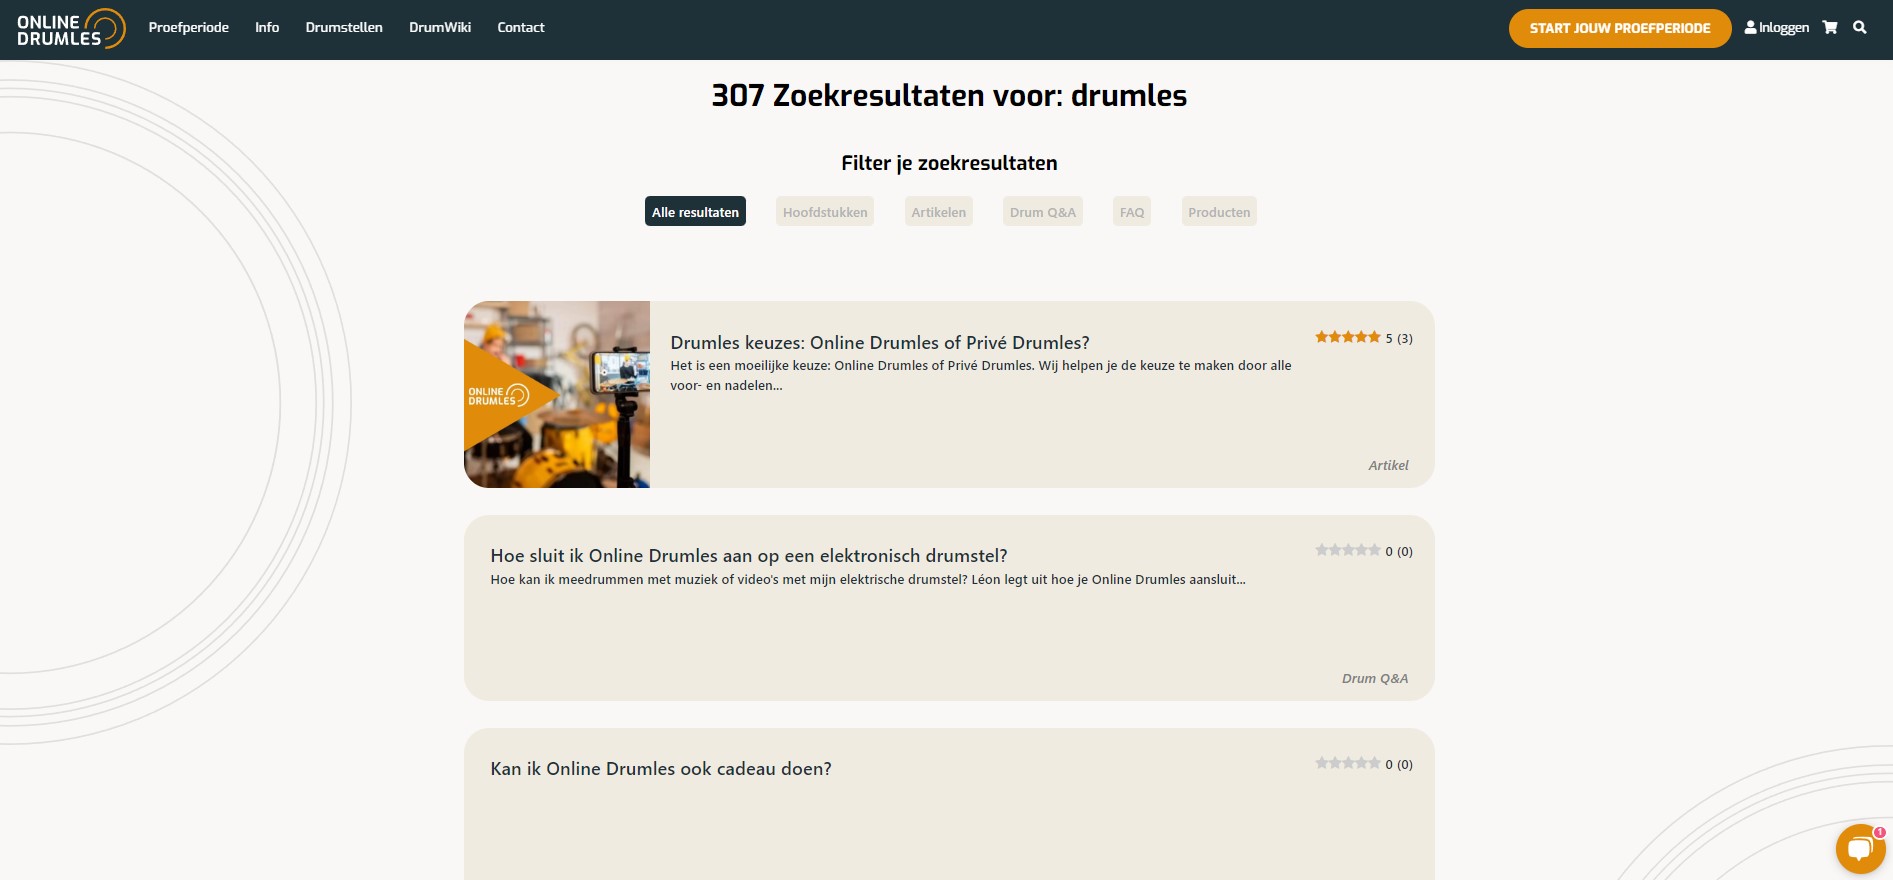 ONLINE
DRUMLES
Proefperiode
Info
Drumstellen
DrumWiki
Contact
START JOUW PROEFPERIODE
Inloggen
307 Zoekresultaten voor: drumles
Filter je zoekresultaten
Alle resultaten
Hoofdstukken
Artikelen
Drum Q&A
FAQ
Producten
ONLINE
DRUMLES
Drumles keuzes: Online Drumles of Privé Drumles?
5 (3)
Het is een moeilijke keuze: Online Drumles of Privé Drumles. Wij helpen je de keuze te maken door alle
voor- en nadelen...
Artikel
Hoe sluit ik Online Drumles aan op een elektronisch drumstel?
0 (0)
Hoe kan ik meedrummen met muziek of video's met mijn elektrische drumstel? Léon legt uit hoe je Online Drumles aansluit...
Drum Q&A
Kan ik Online Drumles ook cadeau doen?
0 (0)
1